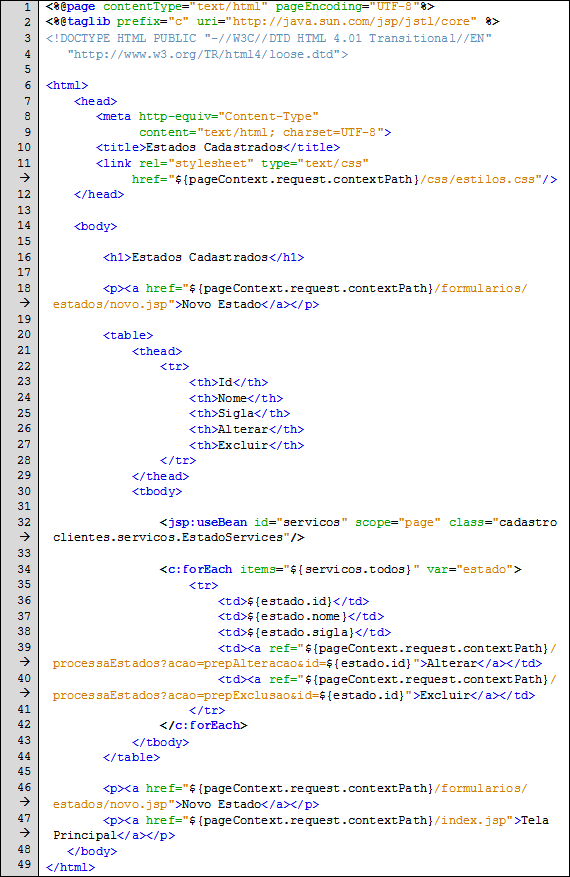 1 <%@page contentType="text/html" pageEncoding="UTF-8"%>
2 <%@taglib prefix="c" uri="http://java.sun.com/jsp/jstl/core" %>
3 <!DOCTYPE HTML PUBLIC "-//W3C//DTD HTML 4.01 Transitional//EN"
4 "http://www.w3.org/TR/html4/loose.dtd">
5
6 <html>
7 <head>
8 <meta http-equiv="Content-Type"
9 content="text/html; charset=UTF-8">
10 <title>Estados Cadastrados</title>
11 <link rel="stylesheet" type="text/css"
→ href="${pageContext.request.contextPath}/css/estilos.css"/>
12 </head>
13
14 <body>
15
16 <h1>Estados Cadastrados</h1>
17
18 <p><a href="${pageContext.request.contextPath}/formularios/
→ estados/novo.jsp">Novo Estado</a></p>
19
20 <table>
21 <thead>
22 <tr>
23 <th>Id</th>
24 <th>Nome</th>
25 <th>Sigla</th>
26 <th>Alterar</th>
27 <th>Excluir</th>
28 </tr>
29 </thead>
30 <tbody>
31
32 <jsp:useBean id="servicos" scope="page" class="cadastro
→ clientes.servicos.EstadoServices"/>
33
34 <c:forEach items="${servicos.todos}" var="estado">
35 <tr>
36 <td>${estado.id}</td>
37 <td>${estado.nome}</td>
38 <td>${estado.sigla}</td>
39 <td><a ref="${pageContext.request.contextPath}/
→ processaEstados?acao=prepAlteracao&id=${estado.id}">Alterar</a></td>
40 <td><a ref="${pageContext.request.contextPath}/
→ processaEstados?acao=prepExclusao&id=${estado.id}">Excluir</a></td>
41 </tr>
42 </c:forEach>
43 </tbody>
44 </table>
45
46 <p><a href="${pageContext.request.contextPath}/formularios/
→ estados/novo.jsp">Novo Estado</a></p>
47 <p><a href="${pageContext.request.contextPath}/index.jsp">Tela
→ Principal</a></p>
48 </body>
49 </html>